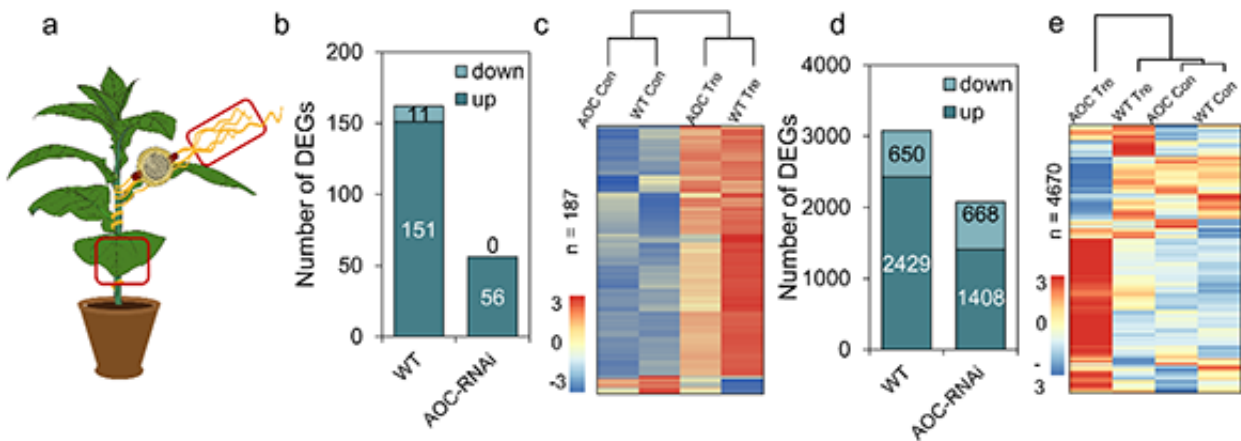 a
b
200
150
100
50
0
Number of DEGs
down
up
11
151
0
56
WT
AOC-RNAi
c
AOC Con
WT Con
AOC Tre
WT Tre
n = 187
3
0
-3
d
4000
3000
2000
1000
0
Number of DEGs
down
up
650
2429
668
1408
WT
AOC-RNAi
e
AOC Tre
WT Tre
AOC Con
WT Con
n = 4670
3
0
-
3